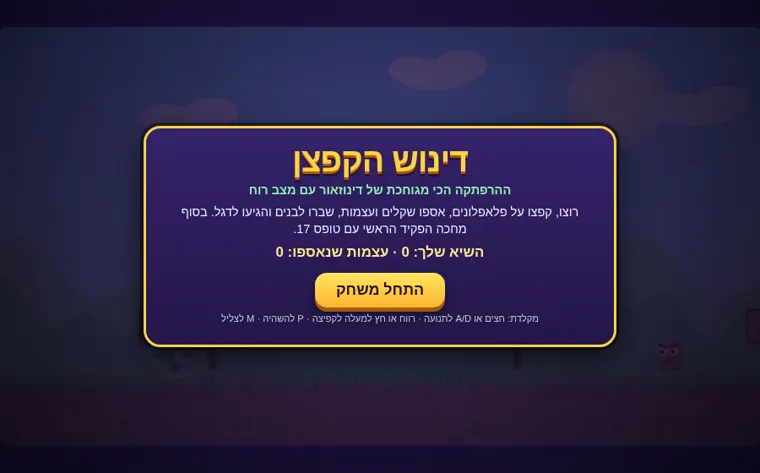 דינוש הקפצן
ההרפתקה הכי מגוחכת של דינוזאור עם מצב רוח
רוצו, קפצו על פלאפלונים, אספו שקלים ועצמות, שברו לבנים והגיעו לדגל. בסוף
מחכה הפקיד הראשי עם טופס 17.
השיא שלך: 0 · עצמות שנאספו: 0
התחל משחק
מקלדת: חצים או A/D לתנועה · רווח או חץ למעלה לקפיצה · P להשהיה · M לצליל